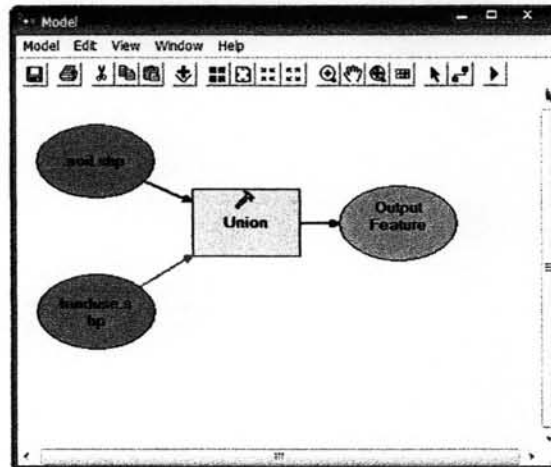 Model
Model Edit View Window Help
soil.shp
Union
Output
Feature
landuse.s
hp